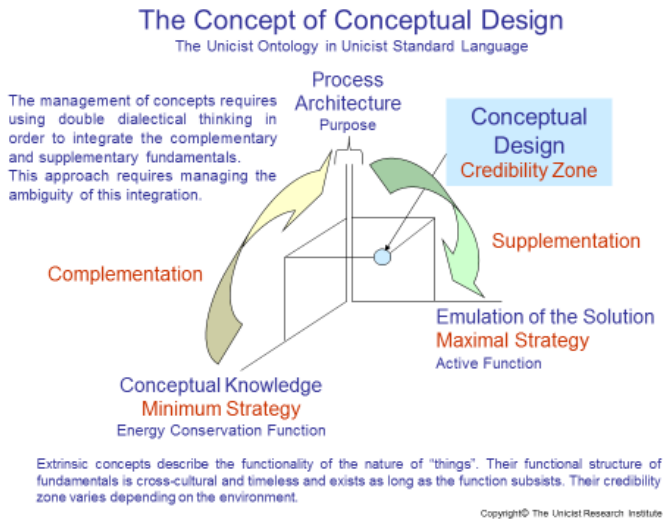 The Concept of Conceptual Design
The Unicist Ontology in Unicist Standard Language
The management of concepts requires
using double dialectical thinking in
order to integrate the complementary
and supplementary fundamentals.
This approach requires managing the
ambiguity of this integration.
Process
Architecture
Purpose
Conceptual
Design
Credibility Zone
Complementation
Supplementation
Emulation of the Solution
Maximal Strategy
Active Function
Conceptual Knowledge
Minimum Strategy
Energy Conservation Function
Extrinsic concepts describe the functionality of the nature of “things”. Their functional structure of
fundamentals is cross-cultural and timeless and exists as long as the function subsists. Their credibility
zone varies depending on the environment.
Copyright© The Unicist Research Institute